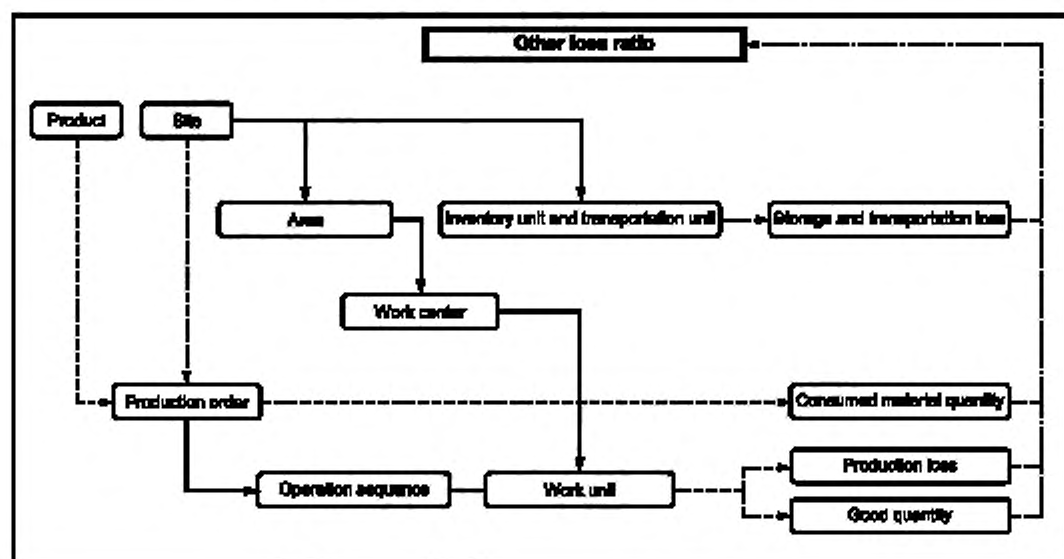 Other loss ratio
Product
Site
Area
Inventory unit and transportation unit
Storage and transportation loss
Work center
Production order
Consumed material quantity
Production loss
Operation sequence
Work unit
Good quantity